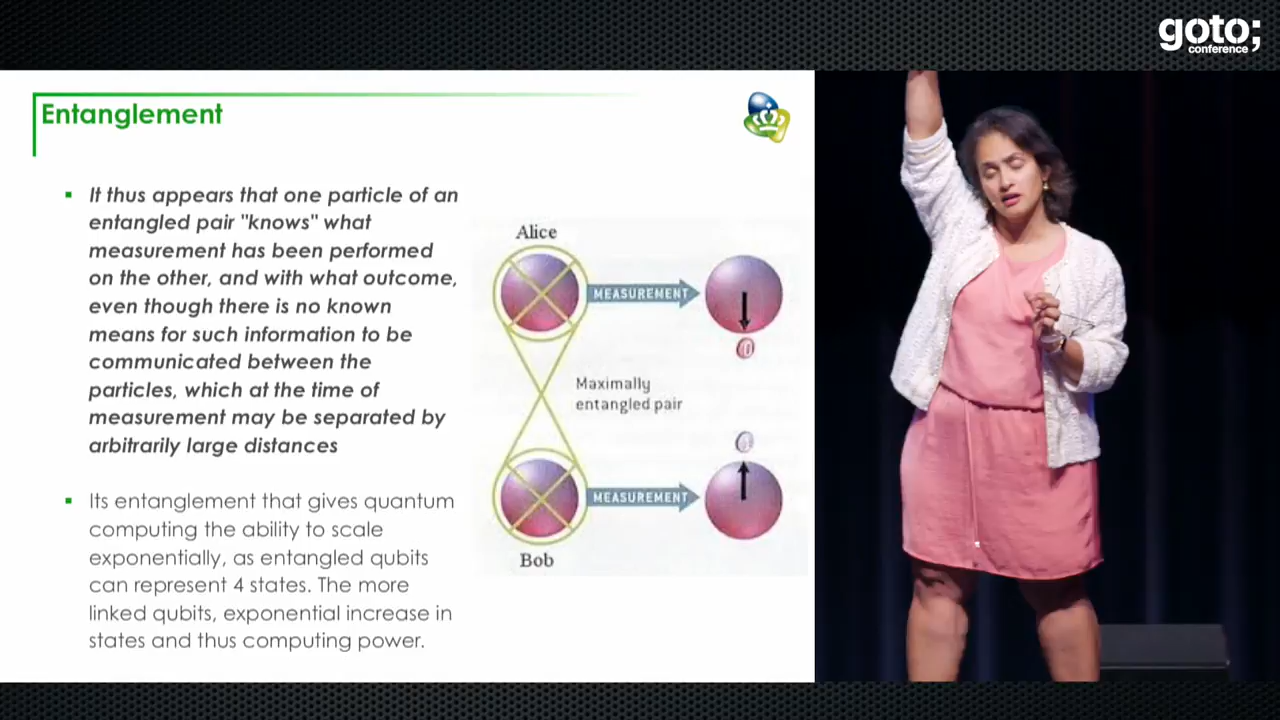 goto;
conference
Entanglement
It thus appears that one particle of an
entangled pair "knows" what
measurement has been performed
on the other, and with what outcome,
even though there is no known
means for such information to be
communicated between the
particles, which at the time of
measurement may be separated by
arbitrarily large distances
Its entanglement that gives quantum
computing the ability to scale
exponentially, as entangled qubits
can represent 4 states. The more
linked qubits, exponential increase in
states and thus computing power.
Alice
MEASUREMENT
Maximally
entangled pair
MEASUREMENT
Bob